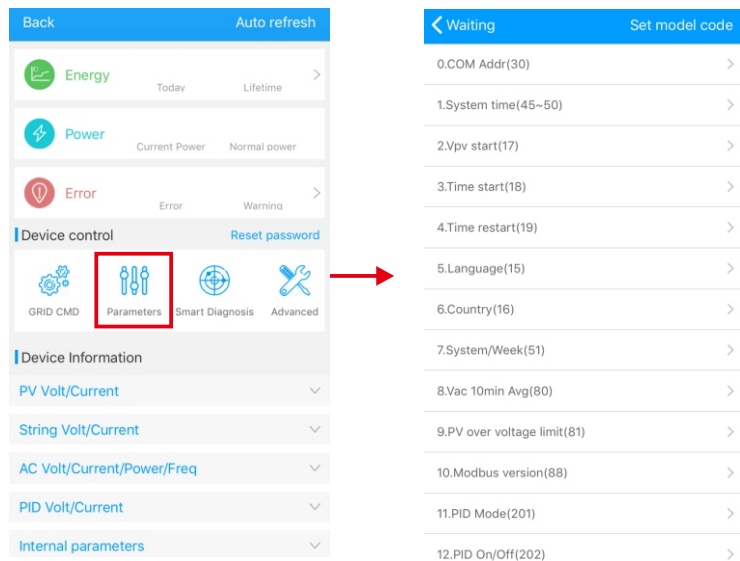 Back Auto refresh
Energy
Today Lifetime
Power
Current Power Normal power
Error
Error Warning
Device control Reset password
GRID CMD Parameters Smart Diagnosis Advanced
Device Information
PV Volt/Current
String Volt/Current
AC Volt/Current/Power/Freq
PID Volt/Current
Internal parameters
Waiting Set model code
0.COM Addr(30)
1.System time(45~50)
2.Vpv start(17)
3.Time start(18)
4.Time restart(19)
5.Language(15)
6.Country(16)
7.System/Week(51)
8.Vac 10min Avg(80)
9.PV over voltage limit(81)
10.Modbus version(88)
11.PID Mode(201)
12.PID On/Off(202)